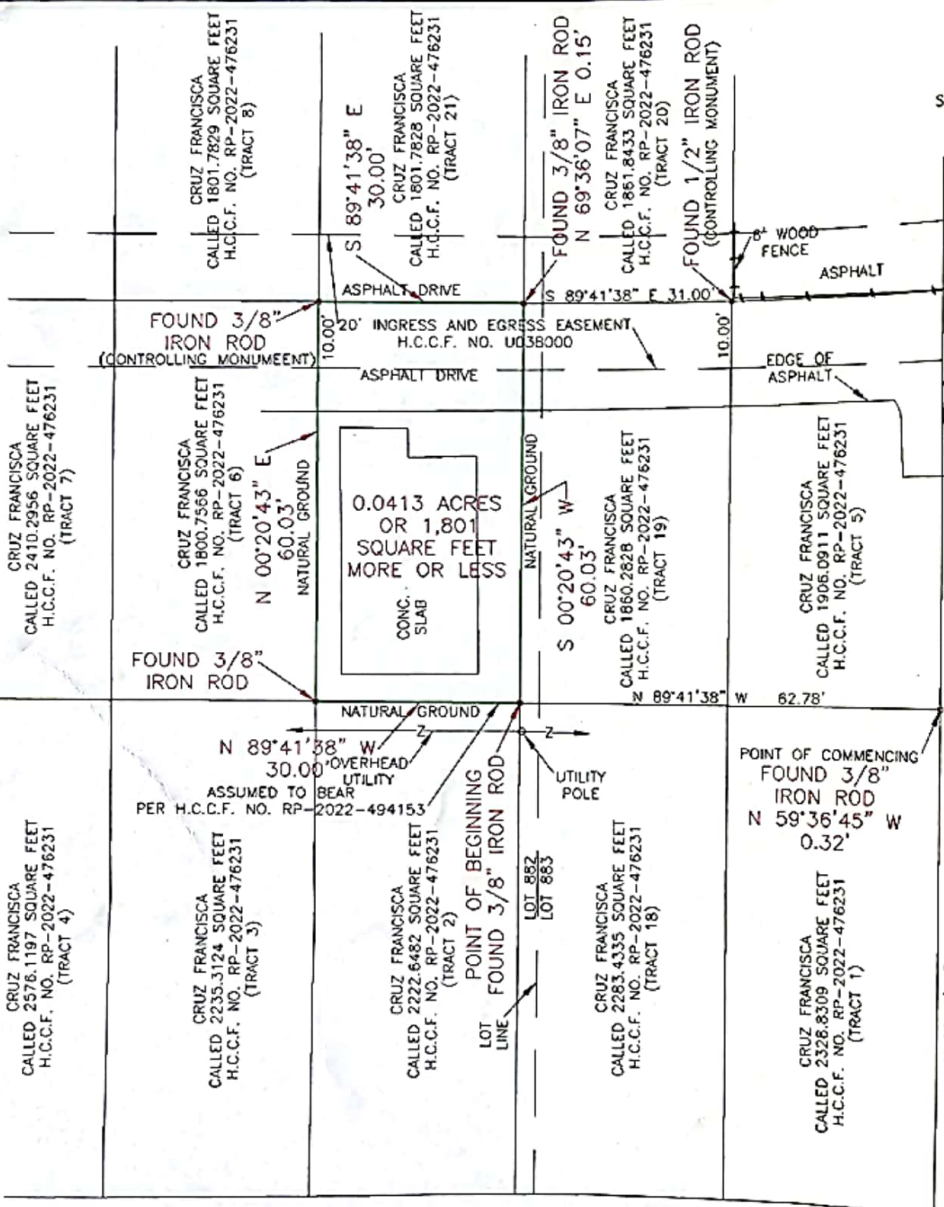 CRUZ FRANCISCA
CALLED 1801.7829 SQUARE FEET
H.C.C.F. NO. RP-2022-476231
(TRACT 8)
S 89°41'38" E
30.00'
CRUZ FRANCISCA
CALLED 1801.7828 SQUARE FEET
H.C.C.F. NO. RP-2022-476231
(TRACT 21)
FOUND 3/8" IRON ROD
N 69°36'07" E 0.15'
CRUZ FRANCISCA
CALLED 1861.8433 SQUARE FEET
H.C.C.F. NO. RP-2022-476231
(TRACT 20)
FOUND 1/2" IRON ROD
(CONTROLLING MONUMENT)
S
6' WOOD
FENCE
ASPHALT
ASPHALT DRIVE
S 89°41'38" E 31.00'
FOUND 3/8"
IRON ROD
(CONTROLLING MONUMEENT)
10.00'
20' INGRESS AND EGRESS EASEMENT
H.C.C.F. NO. U038000
10.00'
ASPHALT DRIVE
EDGE OF
ASPHALT
CRUZ FRANCISCA
CALLED 2410.2956 SQUARE FEET
H.C.C.F. NO. RP-2022-476231
(TRACT 7)
CRUZ FRANCISCA
CALLED 1800.7566 SQUARE FEET
H.C.C.F. NO. RP-2022-476231
(TRACT 6)
N 00°20'43" E
60.03'
NATURAL GROUND
0.0413 ACRES
OR 1,801
SQUARE FEET
MORE OR LESS
CONC.
SLAB
NATURAL GROUND
S 00°20'43" W
60.03'
CRUZ FRANCISCA
CALLED 1860.2828 SQUARE FEET
H.C.C.F. NO. RP-2022-476231
(TRACT 19)
CRUZ FRANCISCA
CALLED 1906.0911 SQUARE FEET
H.C.C.F. NO. RP-2022-476231
(TRACT 5)
FOUND 3/8"
IRON ROD
N 89°41'38" W 62.78'
NATURAL GROUND
Z Z
N 89°41'38" W
30.00'
OVERHEAD
UTILITY
ASSUMED TO BEAR
PER H.C.C.F. NO. RP-2022-494153
UTILITY
POLE
POINT OF COMMENCING
FOUND 3/8"
IRON ROD
N 59°36'45" W
0.32'
CRUZ FRANCISCA
CALLED 2576.1197 SQUARE FEET
H.C.C.F. NO. RP-2022-476231
(TRACT 4)
CRUZ FRANCISCA
CALLED 2235.3124 SQUARE FEET
H.C.C.F. NO. RP-2022-476231
(TRACT 3)
CRUZ FRANCISCA
CALLED 2222.6482 SQUARE FEET
H.C.C.F. NO. RP-2022-476231
(TRACT 2)
POINT OF BEGINNING
FOUND 3/8" IRON ROD
LOT
LINE
LOT 882
LOT 883
CRUZ FRANCISCA
CALLED 2283.4335 SQUARE FEET
H.C.C.F. NO. RP-2022-476231
(TRACT 18)
CRUZ FRANCISCA
CALLED 2328.8309 SQUARE FEET
H.C.C.F. NO. RP-2022-476231
(TRACT 1)